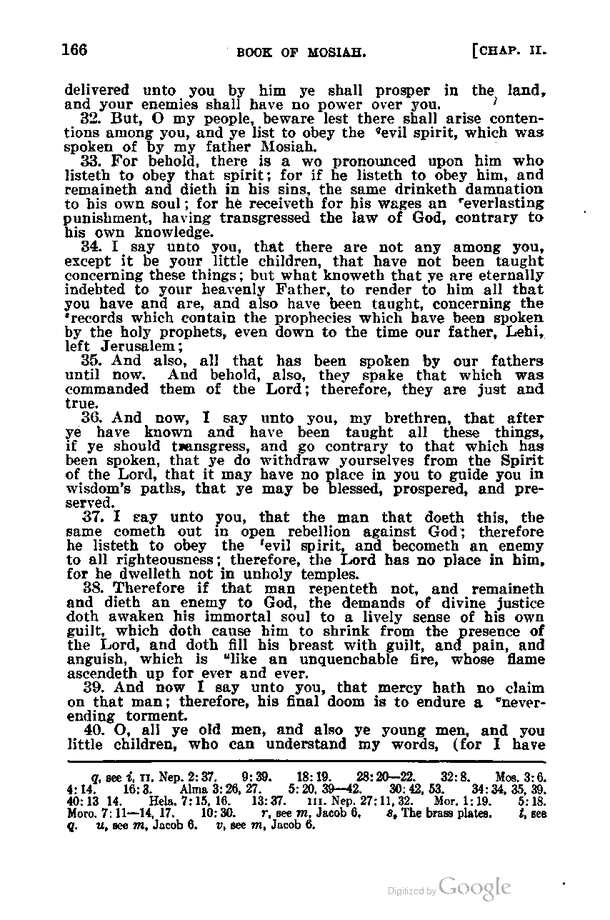 166 BOOK OF MOSIAH. [CHAP. II.
delivered unto you by him ye shall prosper in the land,
and your enemies shall have no power over you.
32. But, O my people, beware lest there shall arise conten-
tions among you, and ye list to obey the qevil spirit, which was
spoken of by my father Mosiah.
33. For behold, there is a wo pronounced upon him who
listeth to obey that spirit; for if he listeth to obey him, and
remaineth and dieth in his sins, the same drinketh damnation
to his own soul; for he receiveth for his wages an reverlasting
punishment, having transgressed the law of God, contrary to
his own knowledge.
34. I say unto you, that there are not any among you,
except it be your little children, that have not been taught
concerning these things; but what knoweth that ye are eternally
indebted to your heavenly Father, to render to him all that
you have and are, and also have been taught, concerning the
srecords which contain the prophecies which have been spoken
by the holy prophets, even down to the time our father, Lehi,
left Jerusalem;
35. And also, all that has been spoken by our fathers
until now. And behold, also, they spake that which was
commanded them of the Lord; therefore, they are just and
true.
36. And now, I say unto you, my brethren, that after
ye have known and have been taught all these things,
if ye should transgress, and go contrary to that which has
been spoken, that ye do withdraw yourselves from the Spirit
of the Lord, that it may have no place in you to guide you in
wisdom's paths, that ye may be blessed, prospered, and pre-
served.
37. I say unto you, that the man that doeth this, the
same cometh out in open rebellion against God; therefore
he listeth to obey the tevil spirit, and becometh an enemy
to all righteousness; therefore, the Lord has no place in him,
for he dwelleth not in unholy temples.
38. Therefore if that man repenteth not, and remaineth
and dieth an enemy to God, the demands of divine justice
doth awaken his immortal soul to a lively sense of his own
guilt, which doth cause him to shrink from the presence of
the Lord, and doth fill his breast with guilt, and pain, and
anguish, which is ulike an unquenchable fire, whose flame
ascendeth up for ever and ever.
39. And now I say unto you, that mercy hath no claim
on that man; therefore, his final doom is to endure a vnever-
ending torment.
40. O, all ye old men, and also ye young men, and you
little children, who can understand my words, (for I have
q, see i, II. Nep. 2:37. 9:39. 18:19. 28:20—22. 32:8. Mos. 3:6.
4:14. 16:3. Alma 3:26, 27. 5:20, 39—42. 30:42, 53. 34:34, 35, 39.
40:13 14. Hela. 7:15, 16. 13:37. III. Nep. 27:11, 32. Mor. 1:19. 5:18.
Moro. 7:11—14, 17. 10:30. r, see m, Jacob 6. s, The brass plates. t, see
q. u, see m, Jacob 6. v, see m, Jacob 6.
Digitized by Google